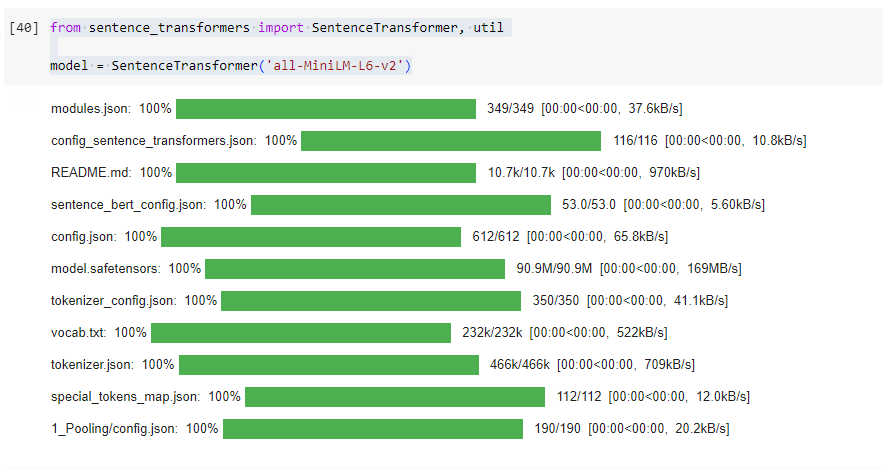 [40] from sentence_transformers import SentenceTransformer, util
model = SentenceTransformer('all-MiniLM-L6-v2')
modules.json: 100% 349/349 [00:00<00:00, 37.6kB/s]
config_sentence_transformers.json: 100% 116/116 [00:00<00:00, 10.8kB/s]
README.md: 100% 10.7k/10.7k [00:00<00:00, 970kB/s]
sentence_bert_config.json: 100% 53.0/53.0 [00:00<00:00, 5.60kB/s]
config.json: 100% 612/612 [00:00<00:00, 65.8kB/s]
model.safetensors: 100% 90.9M/90.9M [00:00<00:00, 169MB/s]
tokenizer_config.json: 100% 350/350 [00:00<00:00, 41.1kB/s]
vocab.txt: 100% 232k/232k [00:00<00:00, 522kB/s]
tokenizer.json: 100% 466k/466k [00:00<00:00, 709kB/s]
special_tokens_map.json: 100% 112/112 [00:00<00:00, 12.0kB/s]
1_Pooling/config.json: 100% 190/190 [00:00<00:00, 20.2kB/s]